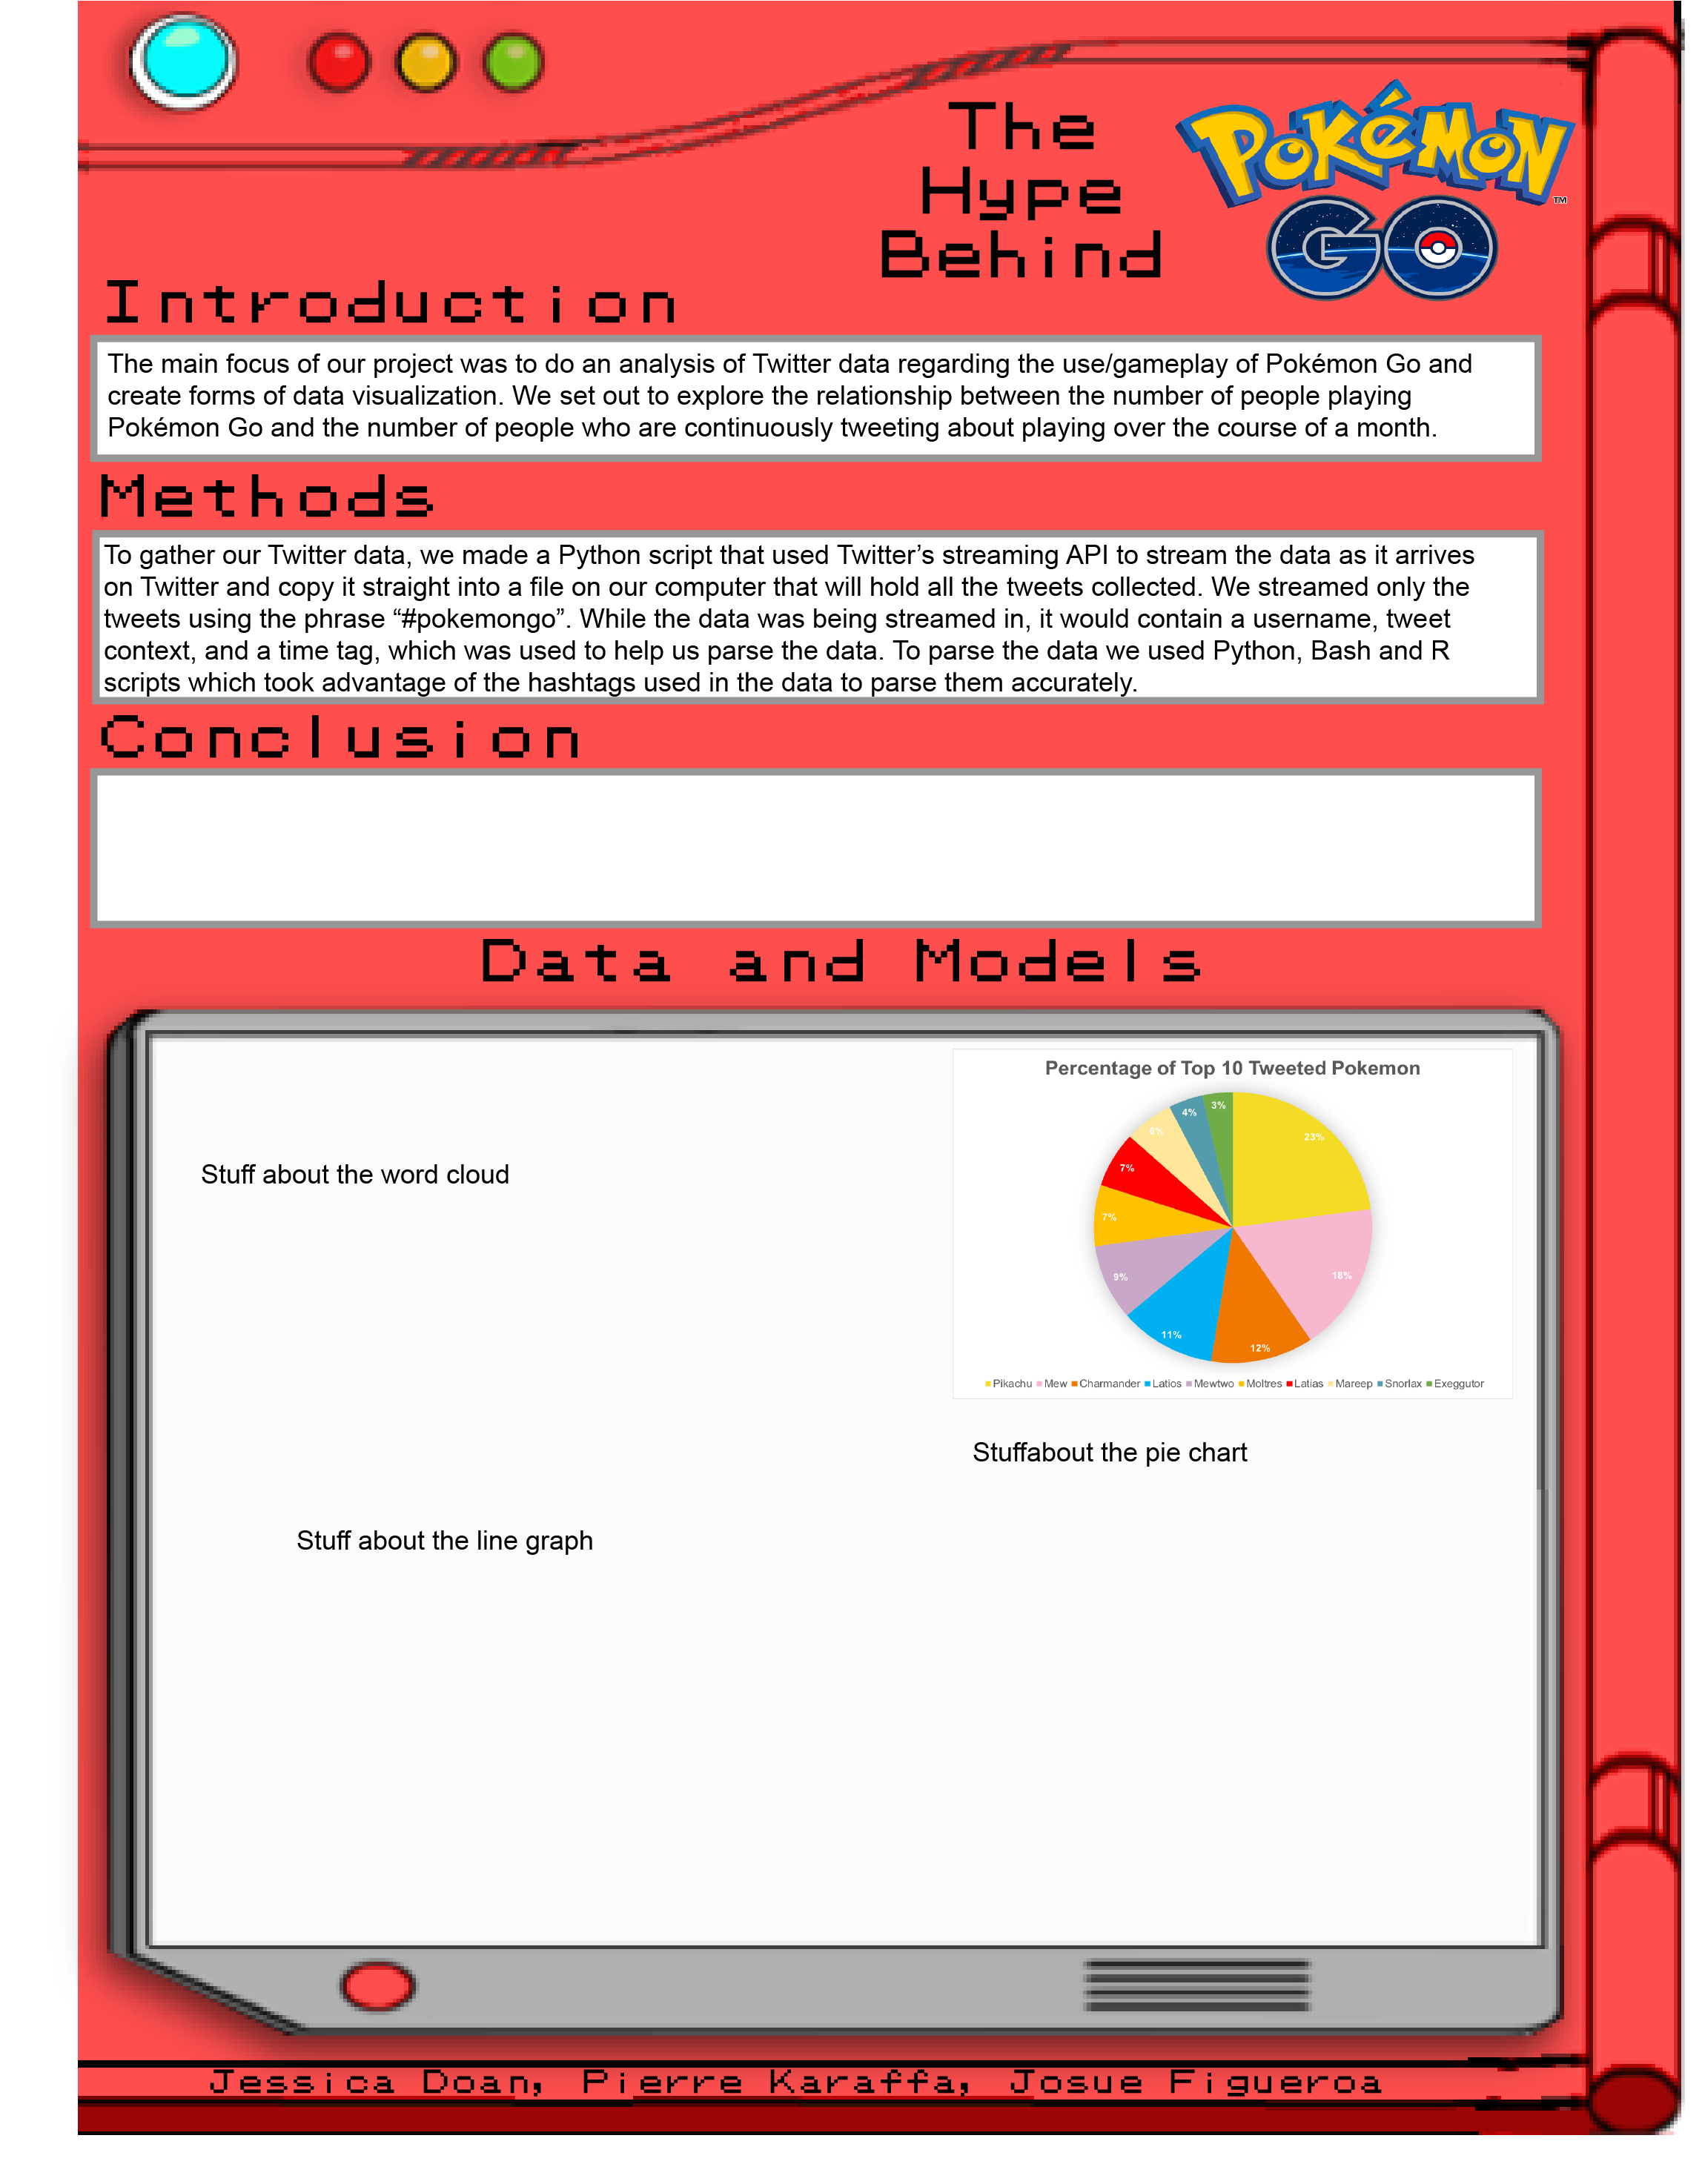 The
Hype
Behind
POKéMON
TM
GO
Introduction
The main focus of our project was to do an analysis of Twitter data regarding the use/gameplay of Pokémon Go and
create forms of data visualization. We set out to explore the relationship between the number of people playing
Pokémon Go and the number of people who are continuously tweeting about playing over the course of a month.
Methods
To gather our Twitter data, we made a Python script that used Twitter’s streaming API to stream the data as it arrives
on Twitter and copy it straight into a file on our computer that will hold all the tweets collected. We streamed only the
tweets using the phrase “#pokemongo”. While the data was being streamed in, it would contain a username, tweet
context, and a time tag, which was used to help us parse the data. To parse the data we used Python, Bash and R
scripts which took advantage of the hashtags used in the data to parse them accurately.
Conclusion
Data and Models
Stuff about the word cloud
Percentage of Top 10 Tweeted Pokemon
23%
18%
12%
11%
9%
7%
7%
6%
4%
3%
Pikachu Mew Charmander Latios Mewtwo Moltres Latias Mareep Snorlax Exeggutor
Stuffabout the pie chart
Stuff about the line graph
Jessica Doan, Pierre Karaffa, Josue Figueroa